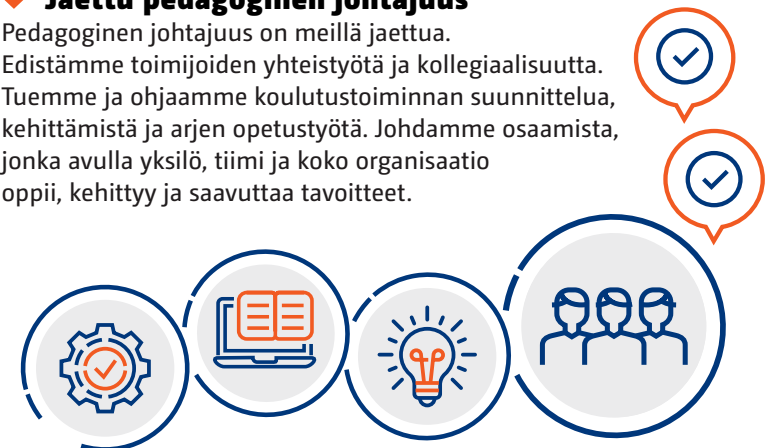 Jaettu pedagoginen johtajuus
Pedagoginen johtajuus on meillä jaettua.
Edistämme toimijoiden yhteistyötä ja kollegiaalisuutta.
Tuemme ja ohjaamme koulutustoiminnan suunnittelua,
kehittämistä ja arjen opetustyötä. Johdamme osaamista,
jonka avulla yksilö, tiimi ja koko organisaatio
oppii, kehittyy ja saavuttaa tavoitteet.